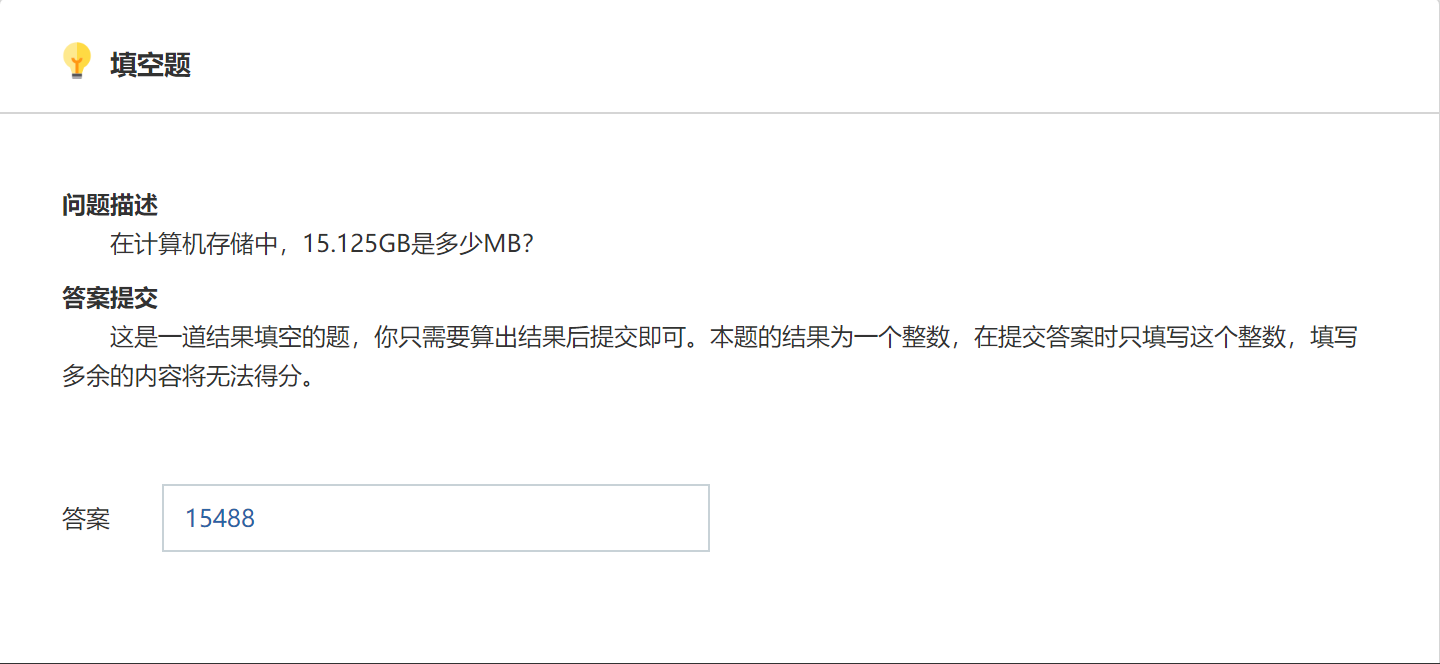 填空题
问题描述
在计算机存储中，15.125GB是多少MB？
答案提交
这是一道结果填空的题，你只需要算出结果后提交即可。本题的结果为一个整数，在提交答案时只填写这个整数，填写
多余的内容将无法得分。
答案 15488